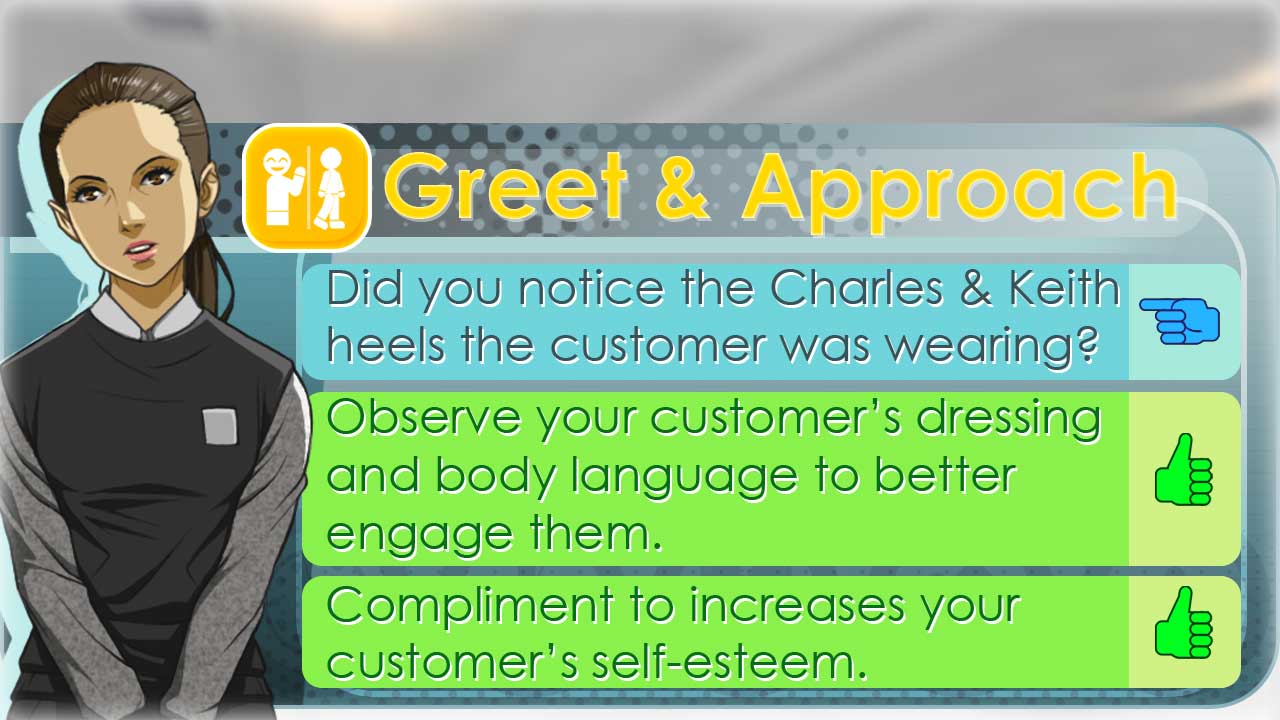 Greet & Approach
Did you notice the Charles & Keith
heels the customer was wearing?
Observe your customer’s dressing
and body language to better
engage them.
Compliment to increases your
customer’s self-esteem.